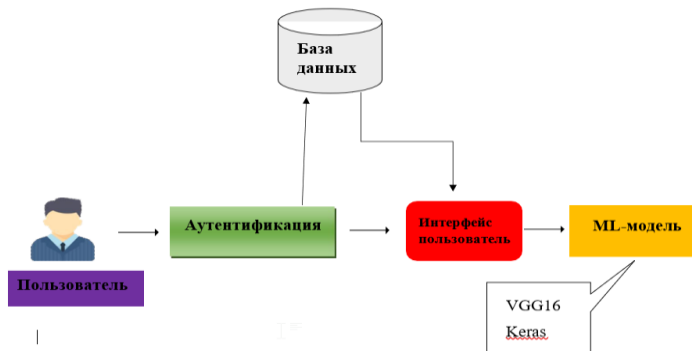 База
данных
Аутентификация
Интерфейс
пользователь
ML-модель
Пользователь
VGG16
Keras